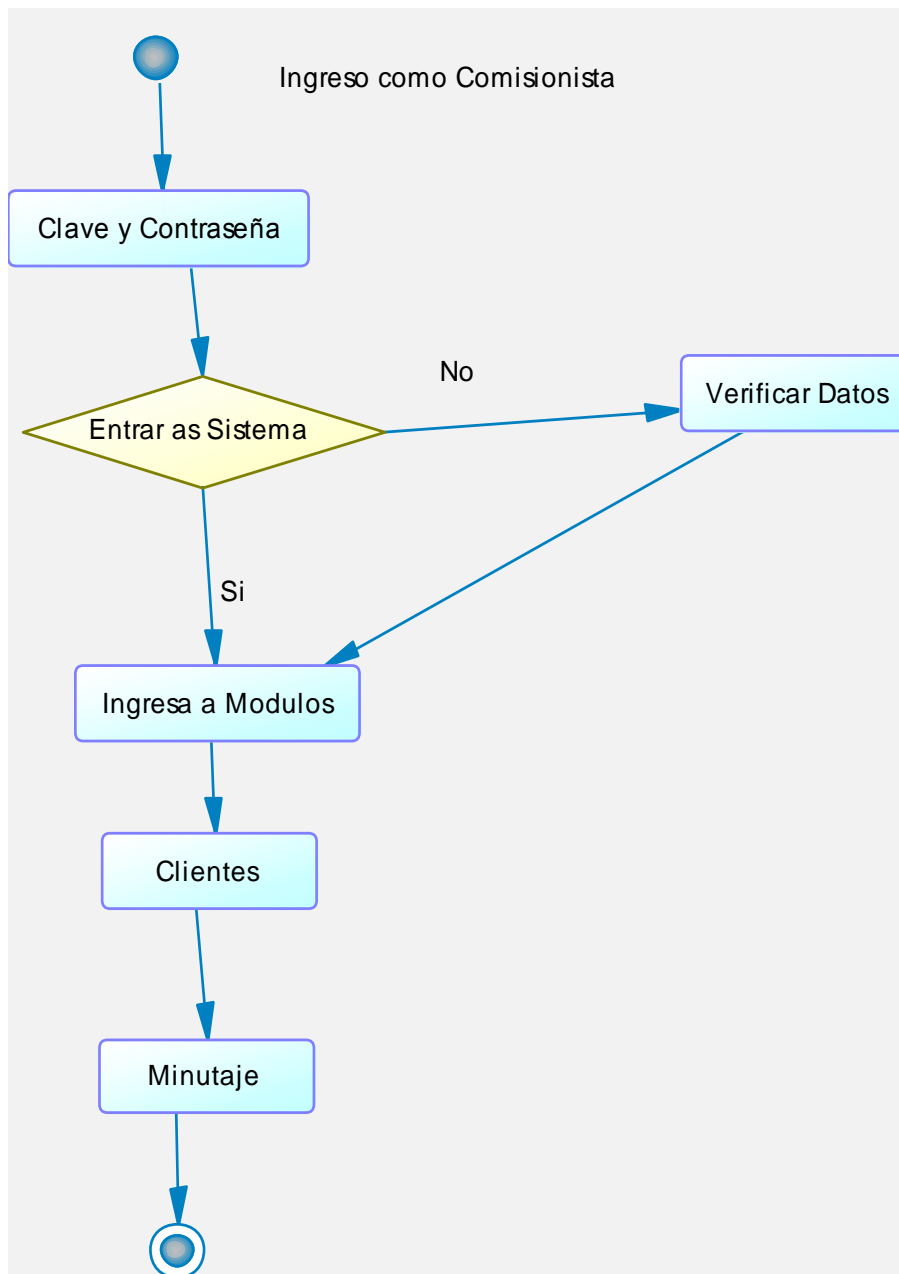 Ingreso como Comisionista
Clave y Contraseña
No
Verificar Datos
Entrar as Sistema
Si
Ingresa a Modulos
Clientes
Minutaje